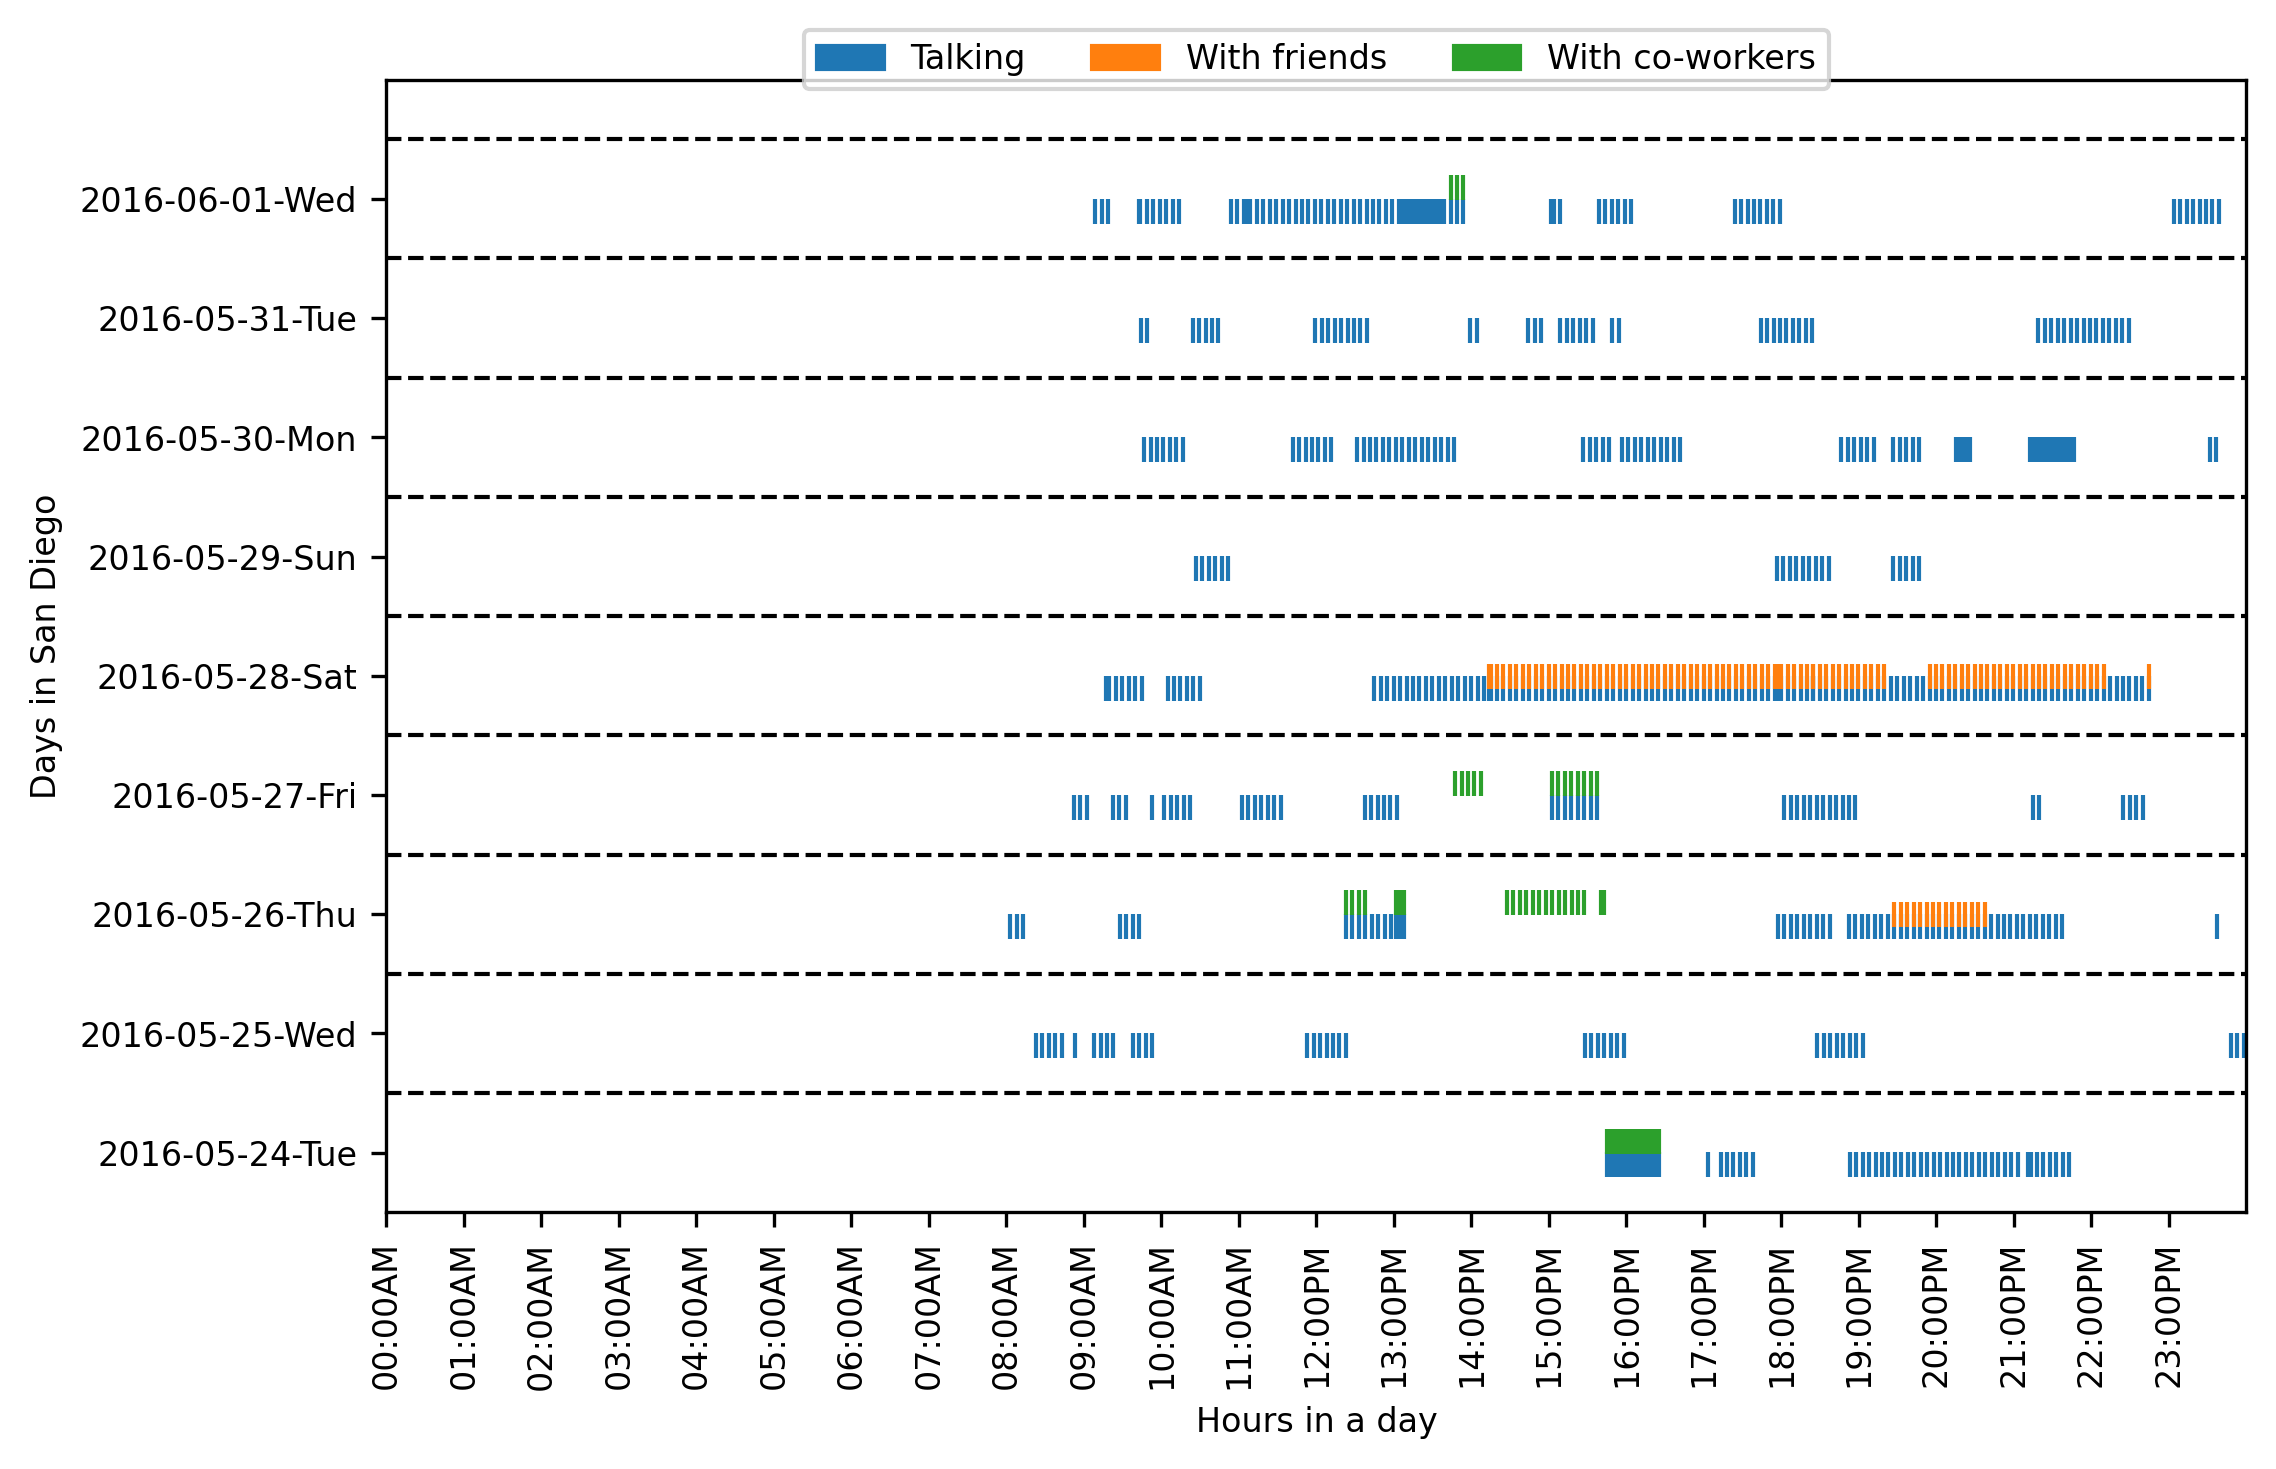 Talking With friends With co-workers
2016-06-01-Wed
2016-05-31-Tue
2016-05-30-Mon
2016-05-29-Sun
2016-05-28-Sat
2016-05-27-Fri
2016-05-26-Thu
2016-05-25-Wed
2016-05-24-Tue
Days in San Diego
00:00AM
01:00AM
02:00AM
03:00AM
04:00AM
05:00AM
06:00AM
07:00AM
08:00AM
09:00AM
10:00AM
11:00AM
12:00PM
13:00PM
14:00PM
15:00PM
16:00PM
17:00PM
18:00PM
19:00PM
20:00PM
21:00PM
22:00PM
23:00PM
Hours in a day